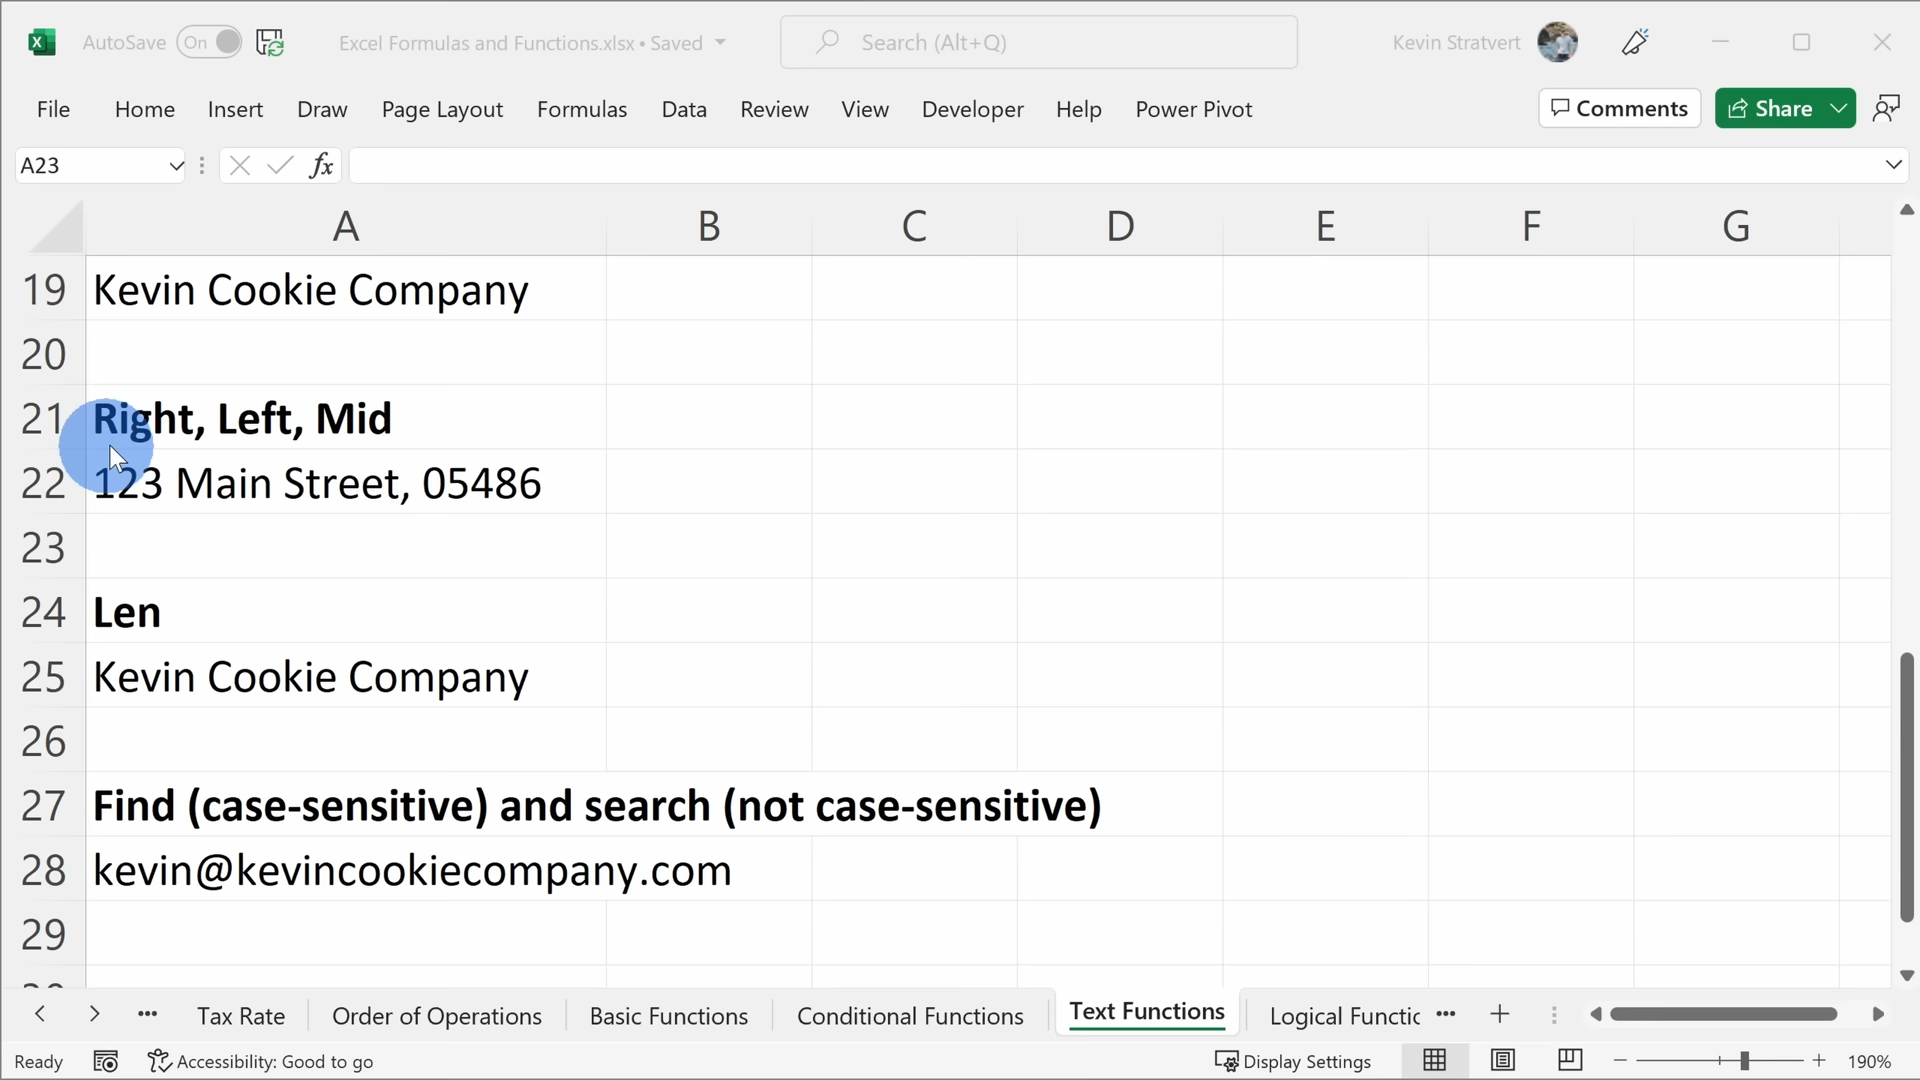 AutoSave On Excel Formulas and Functions.xlsx • Saved Search (Alt+Q) Kevin Stratvert
File Home Insert Draw Page Layout Formulas Data Review View Developer Help Power Pivot Comments Share
A23 fx
A B C D E F G
19 Kevin Cookie Company
20
21 Right, Left, Mid
22 123 Main Street, 05486
23
24 Len
25 Kevin Cookie Company
26
27 Find (case-sensitive) and search (not case-sensitive)
28 kevin@kevincookiecompany.com
29
Tax Rate Order of Operations Basic Functions Conditional Functions Text Functions Logical Functic
Ready Accessibility: Good to go Display Settings 190%